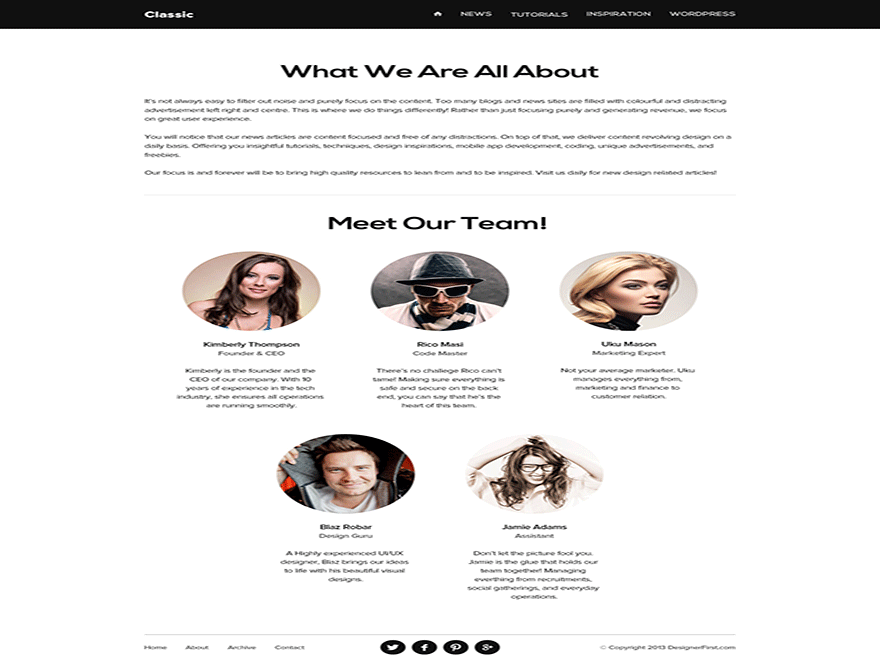 Classic
NEWS TUTORIALS INSPIRATION WORDPRESS
What We Are All About
It's not always easy to filter out noise and purely focus on the content. Too many blogs and news sites are filled with colourful and distracting
advertisement left right and centre. This is where we do things differently! Rather than just focusing purely and generating revenue, we focus
on great user experience.
You will notice that our news articles are content focused and free of any distractions. On top of that, we deliver content revolving design on a
daily basis. Offering you insightful tutorials, techniques, design inspirations, mobile app development, coding, unique advertisements, and
freebies.
Our focus is and forever will be to bring high quality resources to lean from and to be inspired. Visit us daily for new design related articles!
Meet Our Team!
Kimberly Thompson
Founder & CEO
Kimberly is the founder and the
CEO of our company. With 10
years of experience in the tech
industry, she ensures all operations
are running smoothly.
Rico Masi
Code Master
There's no challege Rico can't
tame! Making sure everything is
safe and secure on the back
end, you can say that he's the
heart of this team.
Uku Mason
Marketing Expert
Not your average marketer. Uku
manages everything from,
marketing and finance to
customer relation.
Blaz Robar
Design Guru
A Highly experienced UI/UX
designer, Blaz brings our ideas
to life with his beautiful visual
designs.
Jamie Adams
Assistant
Don't let the picture fool you.
Jamie is the glue that holds our
team together! Managing
everthing from recruitments,
social gatherings, and everyday
operations.
Home About Archive Contact
© Copyright 2013 DesignerFirst.com